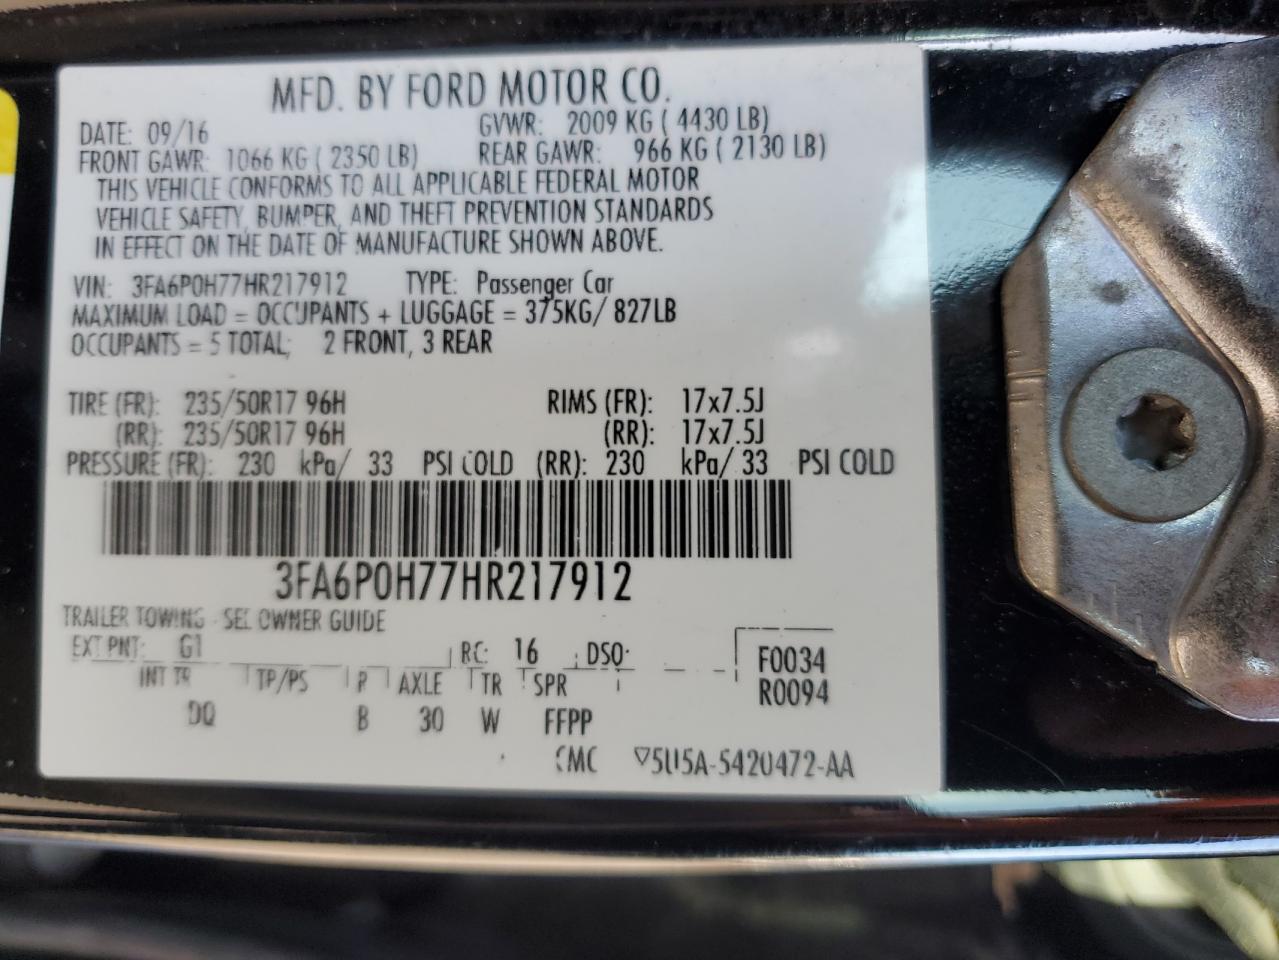 MFD. BY FORD MOTOR CO.
DATE: 09/16 GVWR: 2009 KG ( 4430 LB)
FRONT GAWR: 1066 KG ( 2350 LB) REAR GAWR: 966 KG ( 2130 LB)
THIS VEHICLE CONFORMS TO ALL APPLICABLE FEDERAL MOTOR
VEHICLE SAFETY, BUMPER, AND THEFT PREVENTION STANDARDS
IN EFFECT ON THE DATE OF MANUFACTURE SHOWN ABOVE.
VIN: 3FA6P0H77HR217912 TYPE: Passenger Car
MAXIMUM LOAD = OCCUPANTS + LUGGAGE = 375KG/ 827LB
OCCUPANTS = 5 TOTAL; 2 FRONT, 3 REAR
TIRE (FR): 235/50R17 96H RIMS (FR): 17x7.5J
(RR): 235/50R17 96H (RR): 17x7.5J
PRESSURE (FR): 230 kPa/ 33 PSI COLD (RR): 230 kPa/ 33 PSI COLD
3FA6P0H77HR217912
TRAILER TOWING - SEE OWNER GUIDE
EXT PNT: G1 RC: 16 DSO: F0034
INT TR TP/PS R AXLE TR SPR R0094
DQ B 30 W FFPP
CMC ▽5U5A-5420472-AA